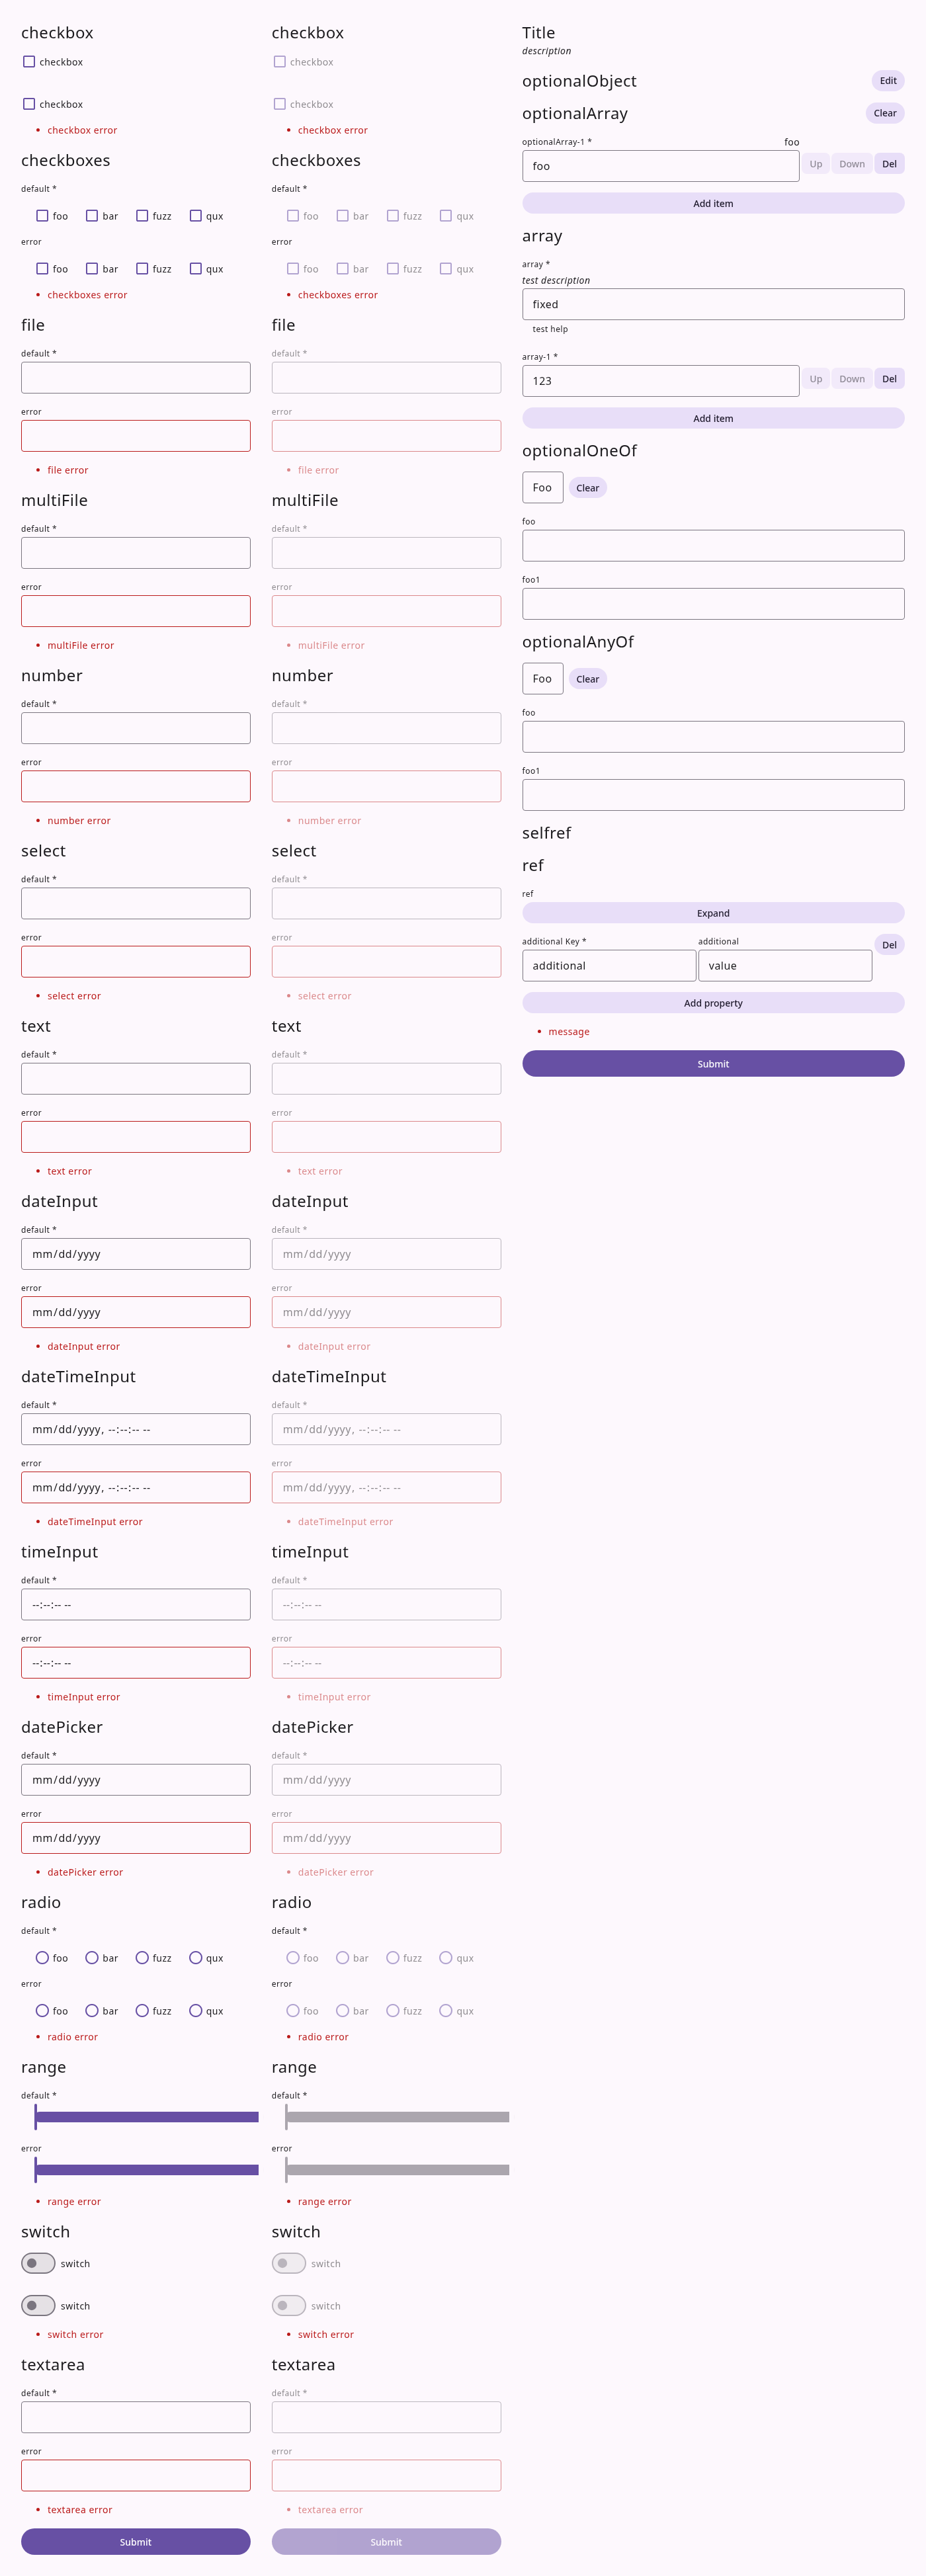 checkbox
checkbox
checkbox
checkbox error
checkboxes
default *
foo bar fuzz qux
error
foo bar fuzz qux
checkboxes error
file
default *
error
file error
multiFile
default *
error
multiFile error
number
default *
error
number error
select
default *
error
select error
text
default *
error
text error
dateInput
default *
mm/dd/yyyy
error
mm/dd/yyyy
dateInput error
dateTimeInput
default *
mm/dd/yyyy, --:--:-- --
error
mm/dd/yyyy, --:--:-- --
dateTimeInput error
timeInput
default *
--:--:-- --
error
--:--:-- --
timeInput error
datePicker
default *
mm/dd/yyyy
error
mm/dd/yyyy
datePicker error
radio
default *
foo bar fuzz qux
error
foo bar fuzz qux
radio error
range
default *
error
range error
switch
switch
switch
switch error
textarea
default *
error
textarea error
Submit
checkbox
checkbox
checkbox
checkbox error
checkboxes
default *
foo bar fuzz qux
error
foo bar fuzz qux
checkboxes error
file
default *
error
file error
multiFile
default *
error
multiFile error
number
default *
error
number error
select
default *
error
select error
text
default *
error
text error
dateInput
default *
mm/dd/yyyy
error
mm/dd/yyyy
dateInput error
dateTimeInput
default *
mm/dd/yyyy, --:--:-- --
error
mm/dd/yyyy, --:--:-- --
dateTimeInput error
timeInput
default *
--:--:-- --
error
--:--:-- --
timeInput error
datePicker
default *
mm/dd/yyyy
error
mm/dd/yyyy
datePicker error
radio
default *
foo bar fuzz qux
error
foo bar fuzz qux
radio error
range
default *
error
range error
switch
switch
switch
switch error
textarea
default *
error
textarea error
Submit
Title
description
optionalObject Edit
optionalArray Clear
optionalArray-1 * foo
foo Up Down Del
Add item
array
array *
test description
fixed
test help
array-1 *
123 Up Down Del
Add item
optionalOneOf
Foo Clear
foo
foo1
optionalAnyOf
Foo Clear
foo
foo1
selfref
ref
ref
Expand
additional Key * additional Del
additional value
Add property
message
Submit